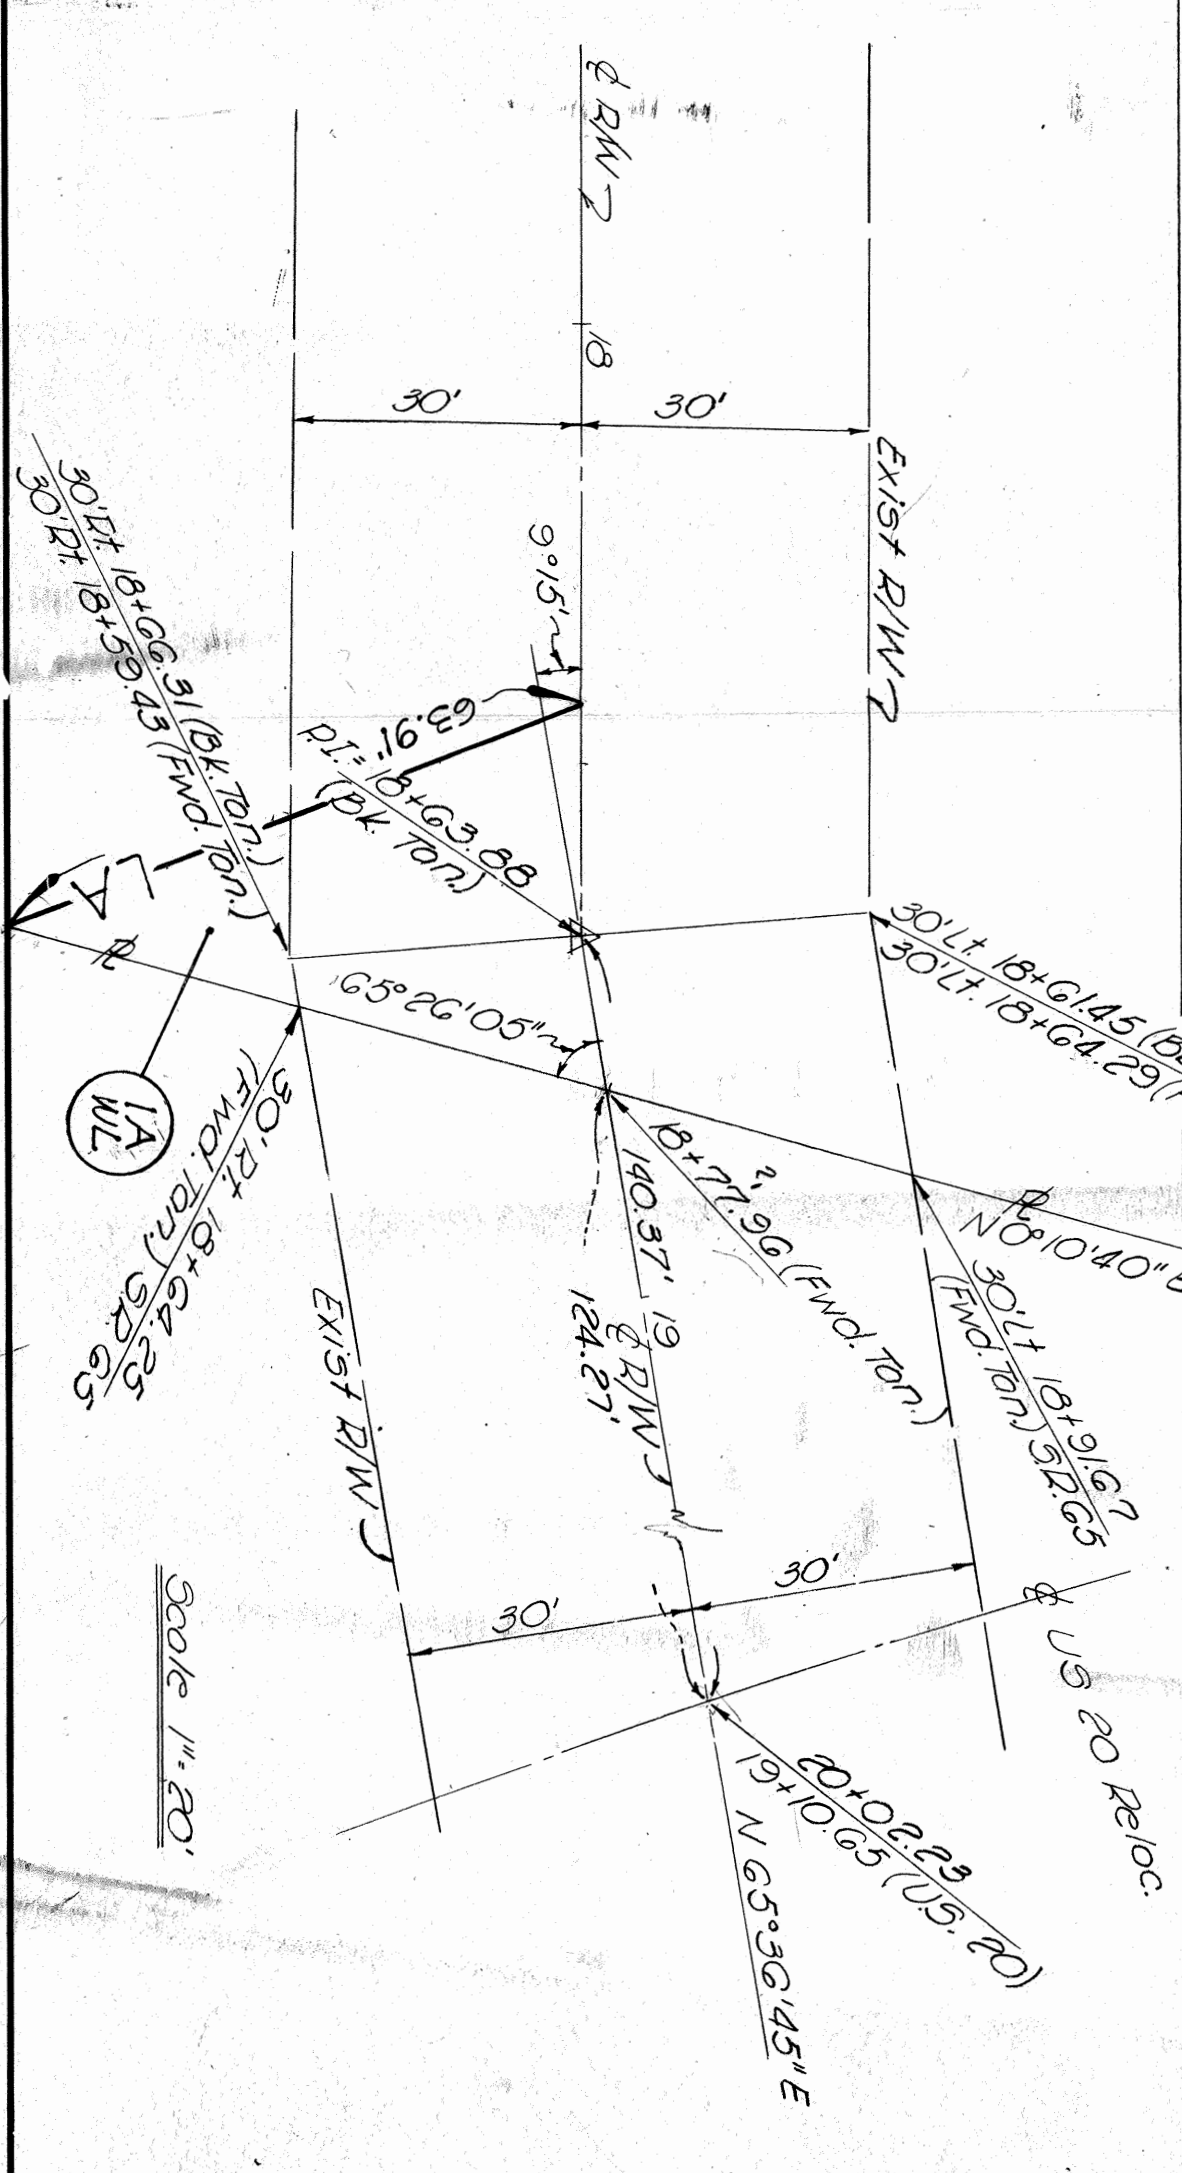 ℄ R/W
18
30'
30'
Exist R/W
9°15'
63.91'
P.I. = 18+63.88
(Bk. Tan.)
30' Rt. 18+66.31 (Bk. Tan.)
30' Rt. 18+59.43 (Fwd. Tan.)
LA
30' Lt. 18+61.45 (Bk
30' Lt. 18+64.29 (F
65°26'05"
1A
WL
30' Rt. 18+64.25
(Fwd. Tan.) S.R. 65
18+77.96 (Fwd. Tan.)
?
140.37'
19
℄ R/W
124.27'
N 0°10'40" E
30' Lt 18+91.67
(Fwd. Tan.) S.R. 65
Exist R/W
30'
30'
℄ US 20 Reloc.
20+02.23
19+10.65 (U.S. 20)
N 65°36'45" E
Scale 1"=20'